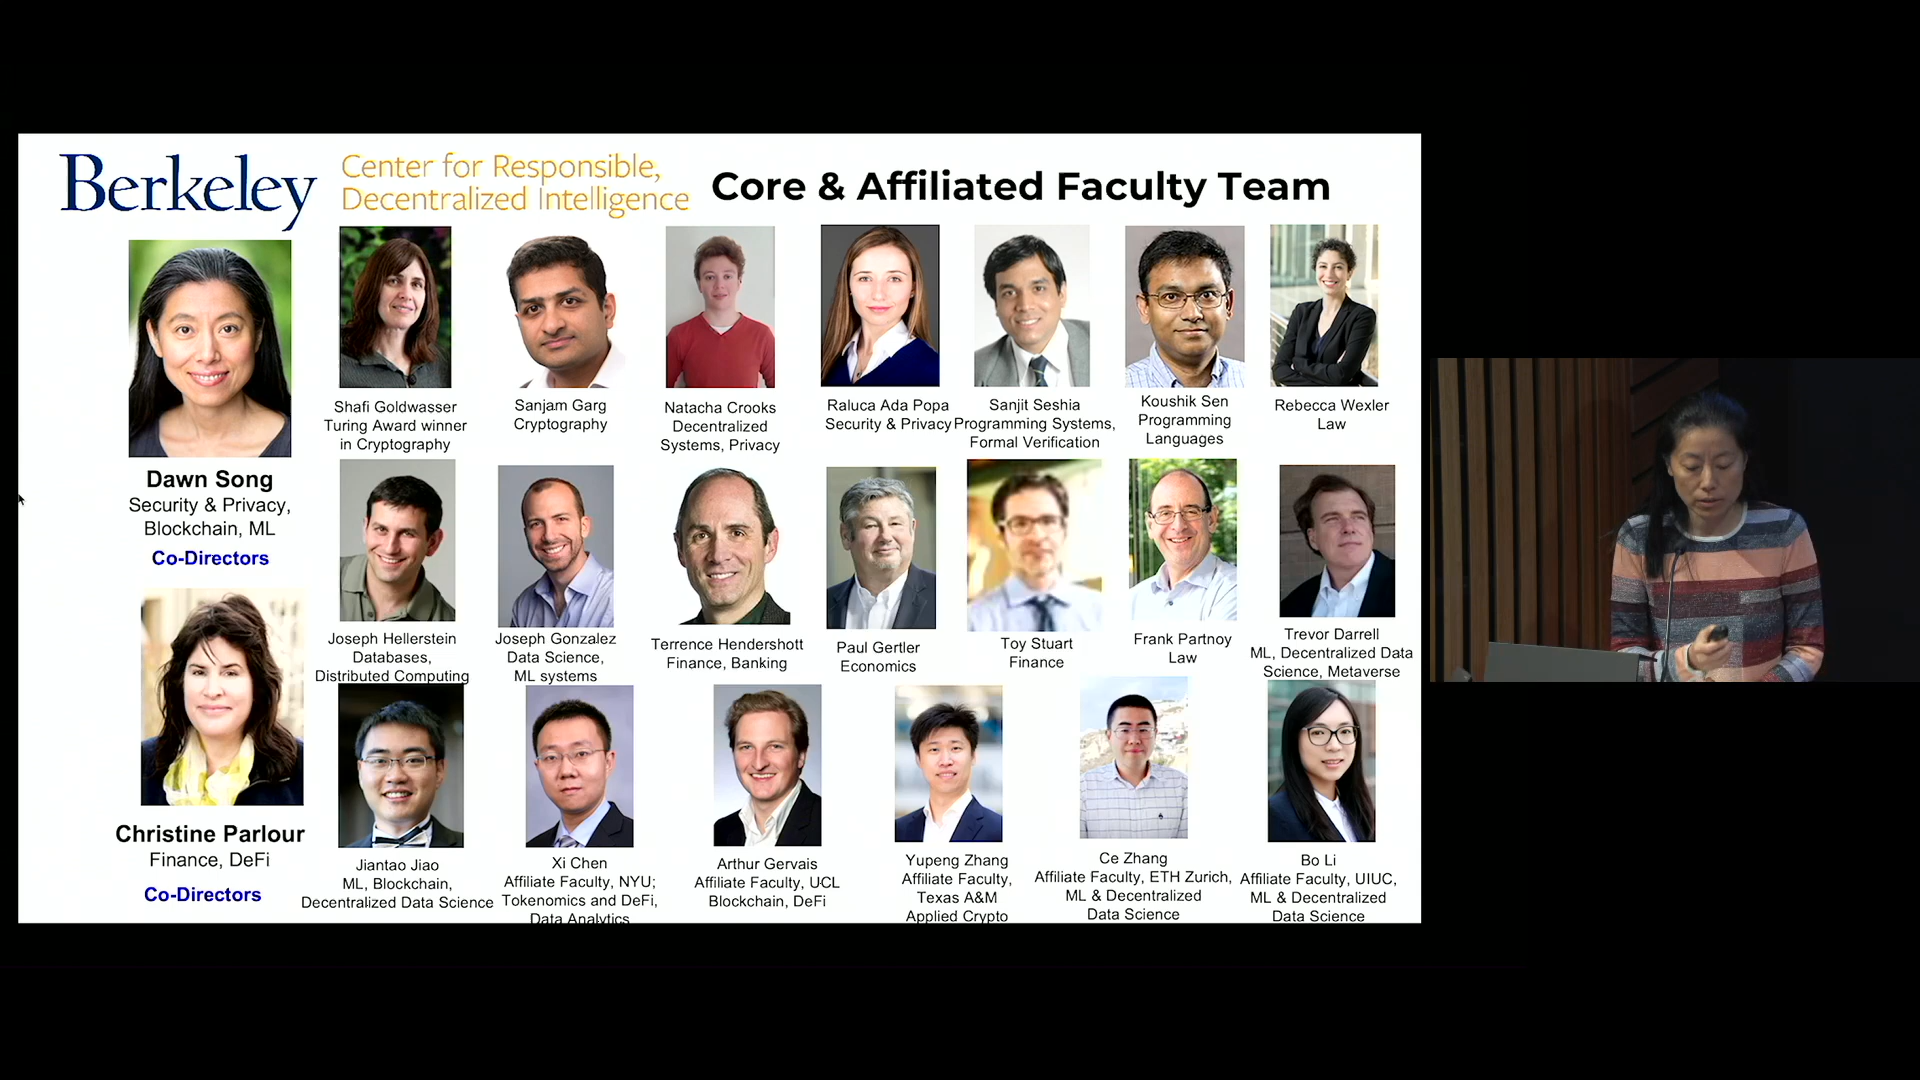 Berkeley
Center for Responsible,
Decentralized Intelligence
Core & Affiliated Faculty Team
Dawn Song
Security & Privacy,
Blockchain, ML
Co-Directors
Christine Parlour
Finance, DeFi
Co-Directors
Shafi Goldwasser
Turing Award winner
in Cryptography
Sanjam Garg
Cryptography
Natacha Crooks
Decentralized
Systems, Privacy
Raluca Ada Popa
Security & Privacy
Sanjit Seshia
Programming Systems,
Formal Verification
Koushik Sen
Programming
Languages
Rebecca Wexler
Law
Joseph Hellerstein
Databases,
Distributed Computing
Joseph Gonzalez
Data Science,
ML systems
Terrence Hendershott
Finance, Banking
Paul Gertler
Economics
Toy Stuart
Finance
Frank Partnoy
Law
Trevor Darrell
ML, Decentralized Data
Science, Metaverse
Jiantao Jiao
ML, Blockchain,
Decentralized Data Science
Xi Chen
Affiliate Faculty, NYU;
Tokenomics and DeFi,
Data Analytics
Arthur Gervais
Affiliate Faculty, UCL
Blockchain, DeFi
Yupeng Zhang
Affiliate Faculty,
Texas A&M
Applied Crypto
Ce Zhang
Affiliate Faculty, ETH Zurich,
ML & Decentralized
Data Science
Bo Li
Affiliate Faculty, UIUC,
ML & Decentralized
Data Science